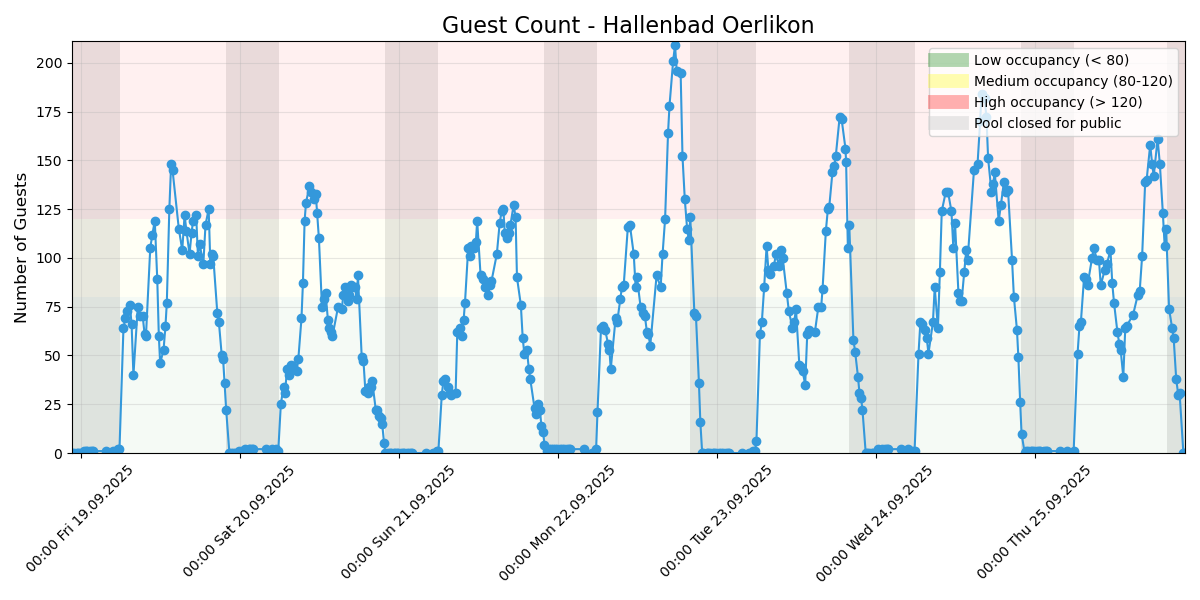 Guest Count - Hallenbad Oerlikon
Number of Guests
200
175
150
125
100
75
50
25
0
Low occupancy (< 80)
Medium occupancy (80-120)
High occupancy (> 120)
Pool closed for public
00:00 Fri 19.09.2025
00:00 Sat 20.09.2025
00:00 Sun 21.09.2025
00:00 Mon 22.09.2025
00:00 Tue 23.09.2025
00:00 Wed 24.09.2025
00:00 Thu 25.09.2025